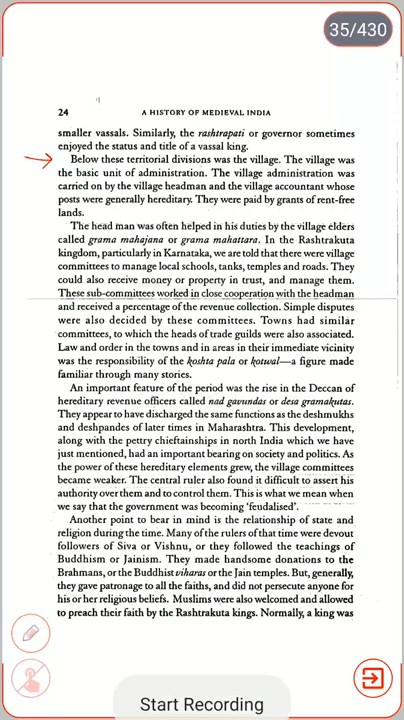 35/430
24 A HISTORY OF MEDIEVAL INDIA
smaller vassals. Similarly, the rashtrapati or governor sometimes
enjoyed the status and title of a vassal king.
Below these territorial divisions was the village. The village was
the basic unit of administration. The village administration was
carried on by the village headman and the village accountant whose
posts were generally hereditary. They were paid by grants of rent-free
lands.
The head man was often helped in his duties by the village elders
called grama mahajana or grama mahattara. In the Rashtrakuta
kingdom, particularly in Karnataka, we are told that there were village
committees to manage local schools, tanks, temples and roads. They
could also receive money or property in trust, and manage them.
These sub-committees worked in close cooperation with the headman
and received a percentage of the revenue collection. Simple disputes
were also decided by these committees. Towns had similar
committees, to which the heads of trade guilds were also associated.
Law and order in the towns and in areas in their immediate vicinity
was the responsibility of the koshta pala or kotwal—a figure made
familiar through many stories.
An important feature of the period was the rise in the Deccan of
hereditary revenue officers called nad gavundas or desa gramakutas.
They appear to have discharged the same functions as the deshmukhs
and deshpandes of later times in Maharashtra. This development,
along with the pettry chieftainships in north India which we have
just mentioned, had an important bearing on society and politics. As
the power of these hereditary elements grew, the village committees
became weaker. The central ruler also found it difficult to assert his
authority over them and to control them. This is what we mean when
we say that the government was becoming 'feudalised'.
Another point to bear in mind is the relationship of state and
religion during the time. Many of the rulers of that time were devout
followers of Siva or Vishnu, or they followed the teachings of
Buddhism or Jainism. They made handsome donations to the
Brahmans, or the Buddhist viharas or the Jain temples. But, generally,
they gave patronage to all the faiths, and did not persecute anyone for
his or her religious beliefs. Muslims were also welcomed and allowed
to preach their faith by the Rashtrakuta kings. Normally, a king was
Start Recording